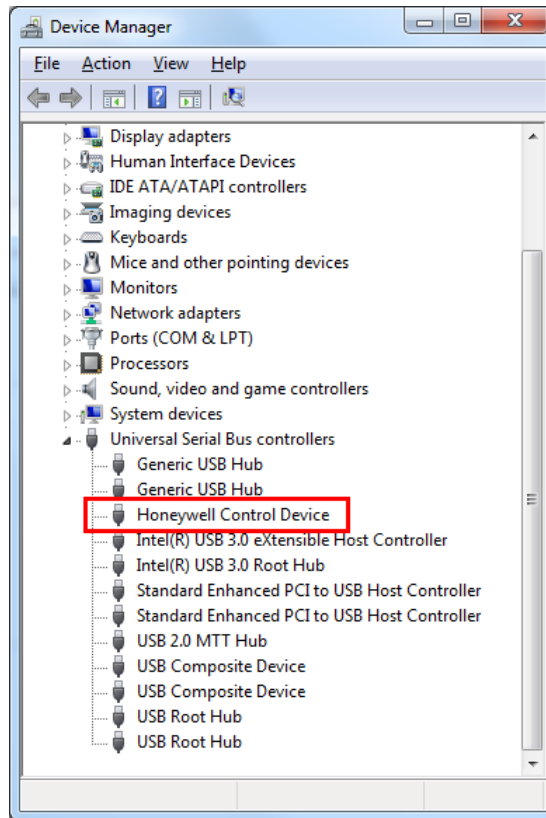 Device Manager
File Action View Help
Display adapters
Human Interface Devices
IDE ATA/ATAPI controllers
Imaging devices
Keyboards
Mice and other pointing devices
Monitors
Network adapters
Ports (COM & LPT)
Processors
Sound, video and game controllers
System devices
Universal Serial Bus controllers
Generic USB Hub
Generic USB Hub
Honeywell Control Device
Intel(R) USB 3.0 eXtensible Host Controller
Intel(R) USB 3.0 Root Hub
Standard Enhanced PCI to USB Host Controller
Standard Enhanced PCI to USB Host Controller
USB 2.0 MTT Hub
USB Composite Device
USB Composite Device
USB Root Hub
USB Root Hub